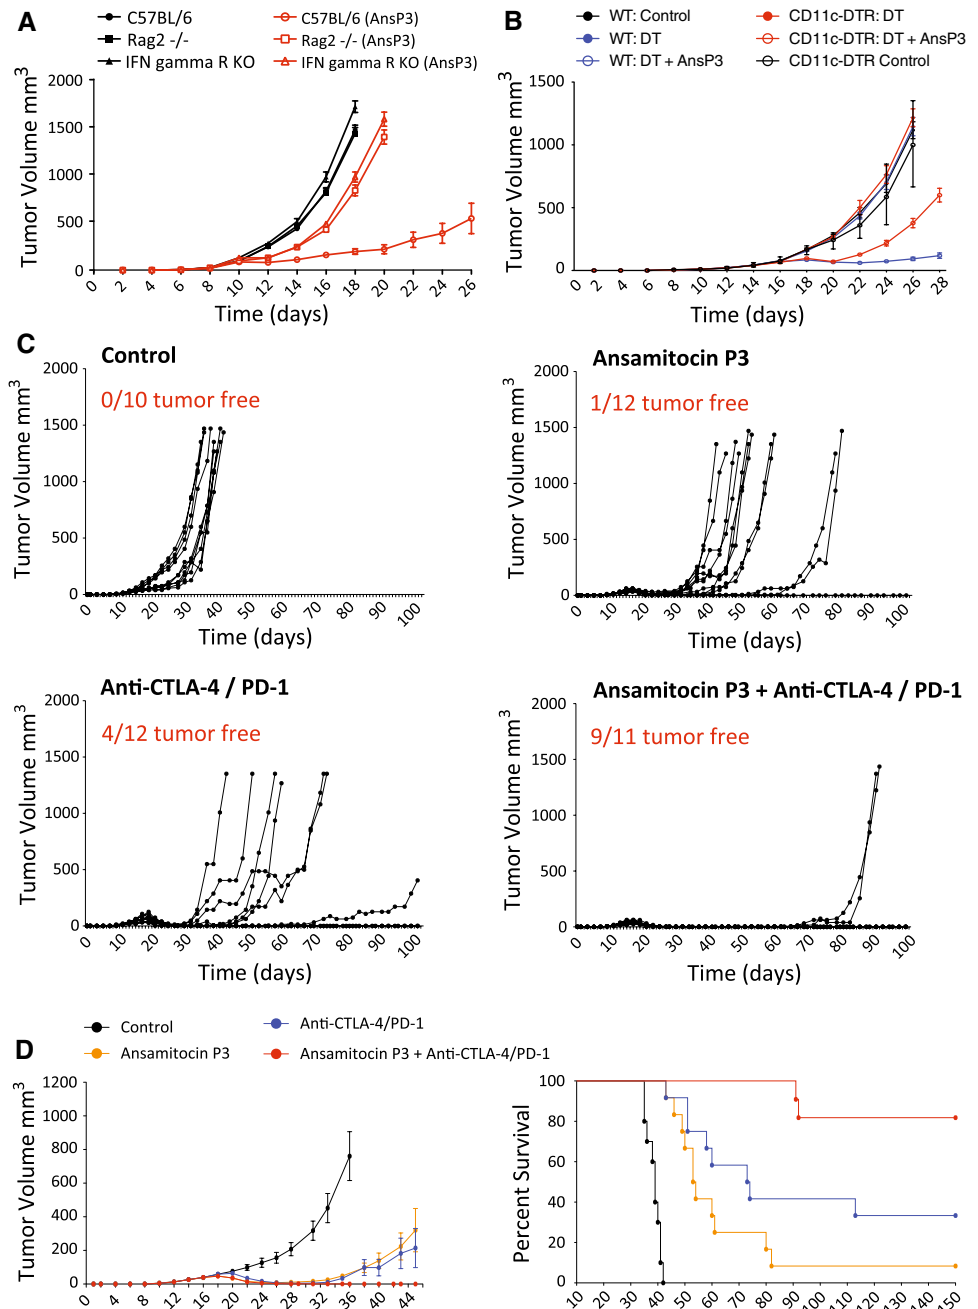 A
C57BL/6
Rag2 -/-
IFN gamma R KO
C57BL/6 (AnsP3)
Rag2 -/- (AnsP3)
IFN gamma R KO (AnsP3)
Tumor Volume mm3
2000
1500
1000
500
0
0 2 4 6 8 10 12 14 16 18 20 22 24 26
Time (days)
B
WT: Control
WT: DT
WT: DT + AnsP3
CD11c-DTR: DT
CD11c-DTR: DT + AnsP3
CD11c-DTR Control
Tumor Volume mm3
1500
1000
500
0
0 2 4 6 8 10 12 14 16 18 20 22 24 26 28
Time (days)
C
Control
0/10 tumor free
Tumor Volume mm3
2000
1500
1000
500
0
0 10 20 30 40 50 60 70 80 90 100
Time (days)
Ansamitocin P3
1/12 tumor free
Tumor Volume mm3
2000
1500
1000
500
0
0 10 20 30 40 50 60 70 80 90 100
Time (days)
Anti-CTLA-4 / PD-1
4/12 tumor free
Tumor Volume mm3
2000
1500
1000
500
0
0 10 20 30 40 50 60 70 80 90 100
Time (days)
Ansamitocin P3 + Anti-CTLA-4 / PD-1
9/11 tumor free
Tumor Volume mm3
2000
1500
1000
500
0
0 10 20 30 40 50 60 70 80 90 100
Time (days)
D
Control
Ansamitocin P3
Anti-CTLA-4/PD-1
Ansamitocin P3 + Anti-CTLA-4/PD-1
Tumor Volume mm3
1200
1000
800
600
400
200
0
0 4 8 12 16 20 24 28 32 36 40 44
Percent Survival
100
80
60
40
20
0
10 20 30 40 50 60 70 80 90 100 110 120 130 140 150